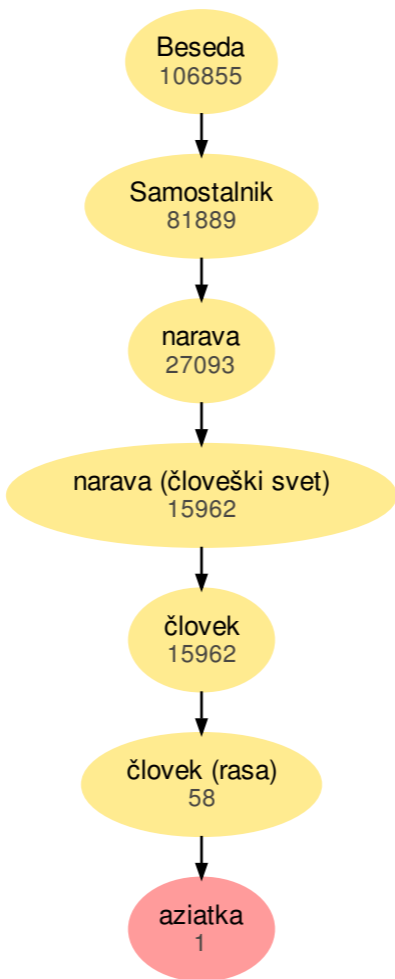 Beseda
106855
Samostalnik
81889
narava
27093
narava (človeški svet)
15962
človek
15962
človek (rasa)
58
aziatka
1